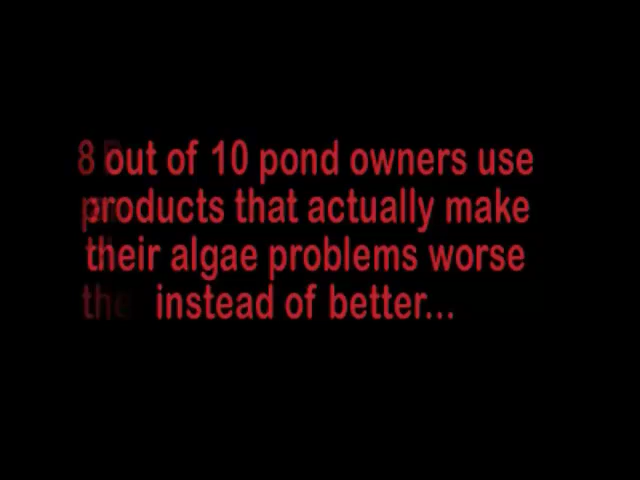 8 out of 10 pond owners use
products that actually make
their algae problems worse
instead of better...